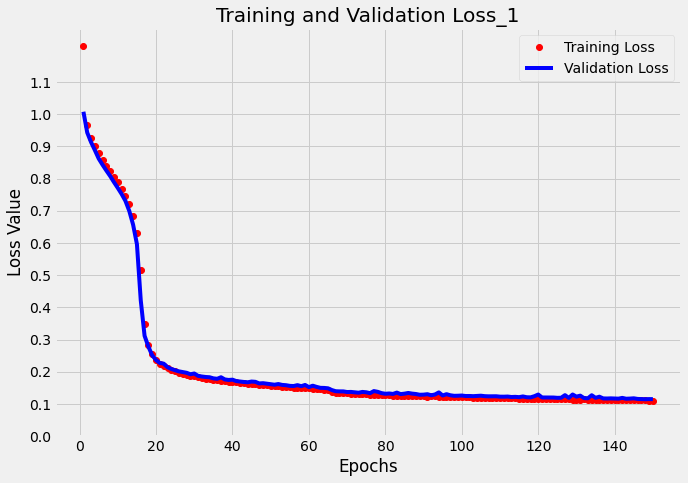 Training and Validation Loss_1
Training Loss
Validation Loss
Loss Value
1.1
1.0
0.9
0.8
0.7
0.6
0.5
0.4
0.3
0.2
0.1
0.0
0 20 40 60 80 100 120 140
Epochs